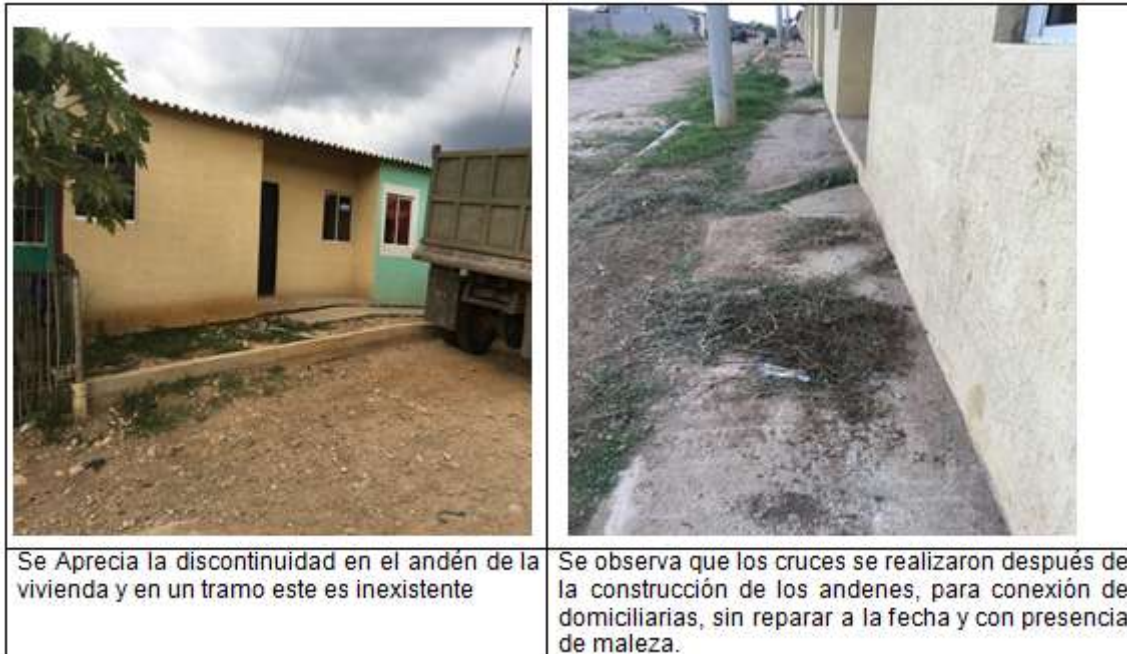 Se Aprecia la discontinuidad en el andén de la
vivienda y en un tramo este es inexistente
Se observa que los cruces se realizaron después de
la construcción de los andenes, para conexión de
domiciliarias, sin reparar a la fecha y con presencia
de maleza.